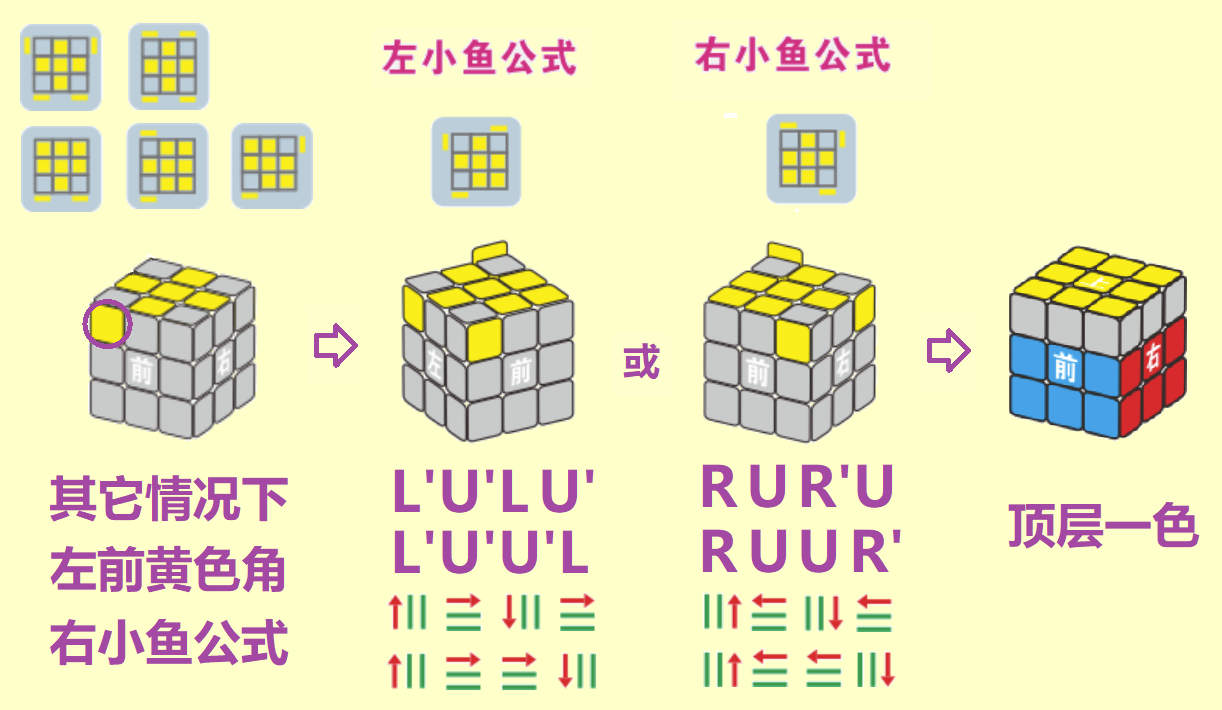 左小鱼公式
右小鱼公式
上
前
右
左
前
或
前
右
前
右
其它情况下
左前黄色角
右小鱼公式
L'U'L U'
L'U'U'L
R U R'U
R U U R'
顶层一色